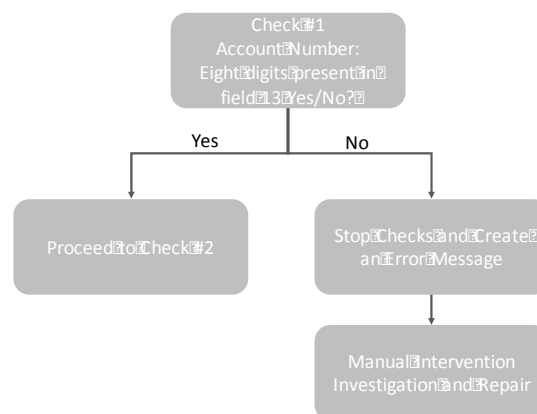 Check #1
Account Number:
Eight digits present in
field 13 Yes/No?
Yes
No
Proceed to Check #2
Stop Checks and Create
an Error Message
Manual Intervention
Investigation and Repair